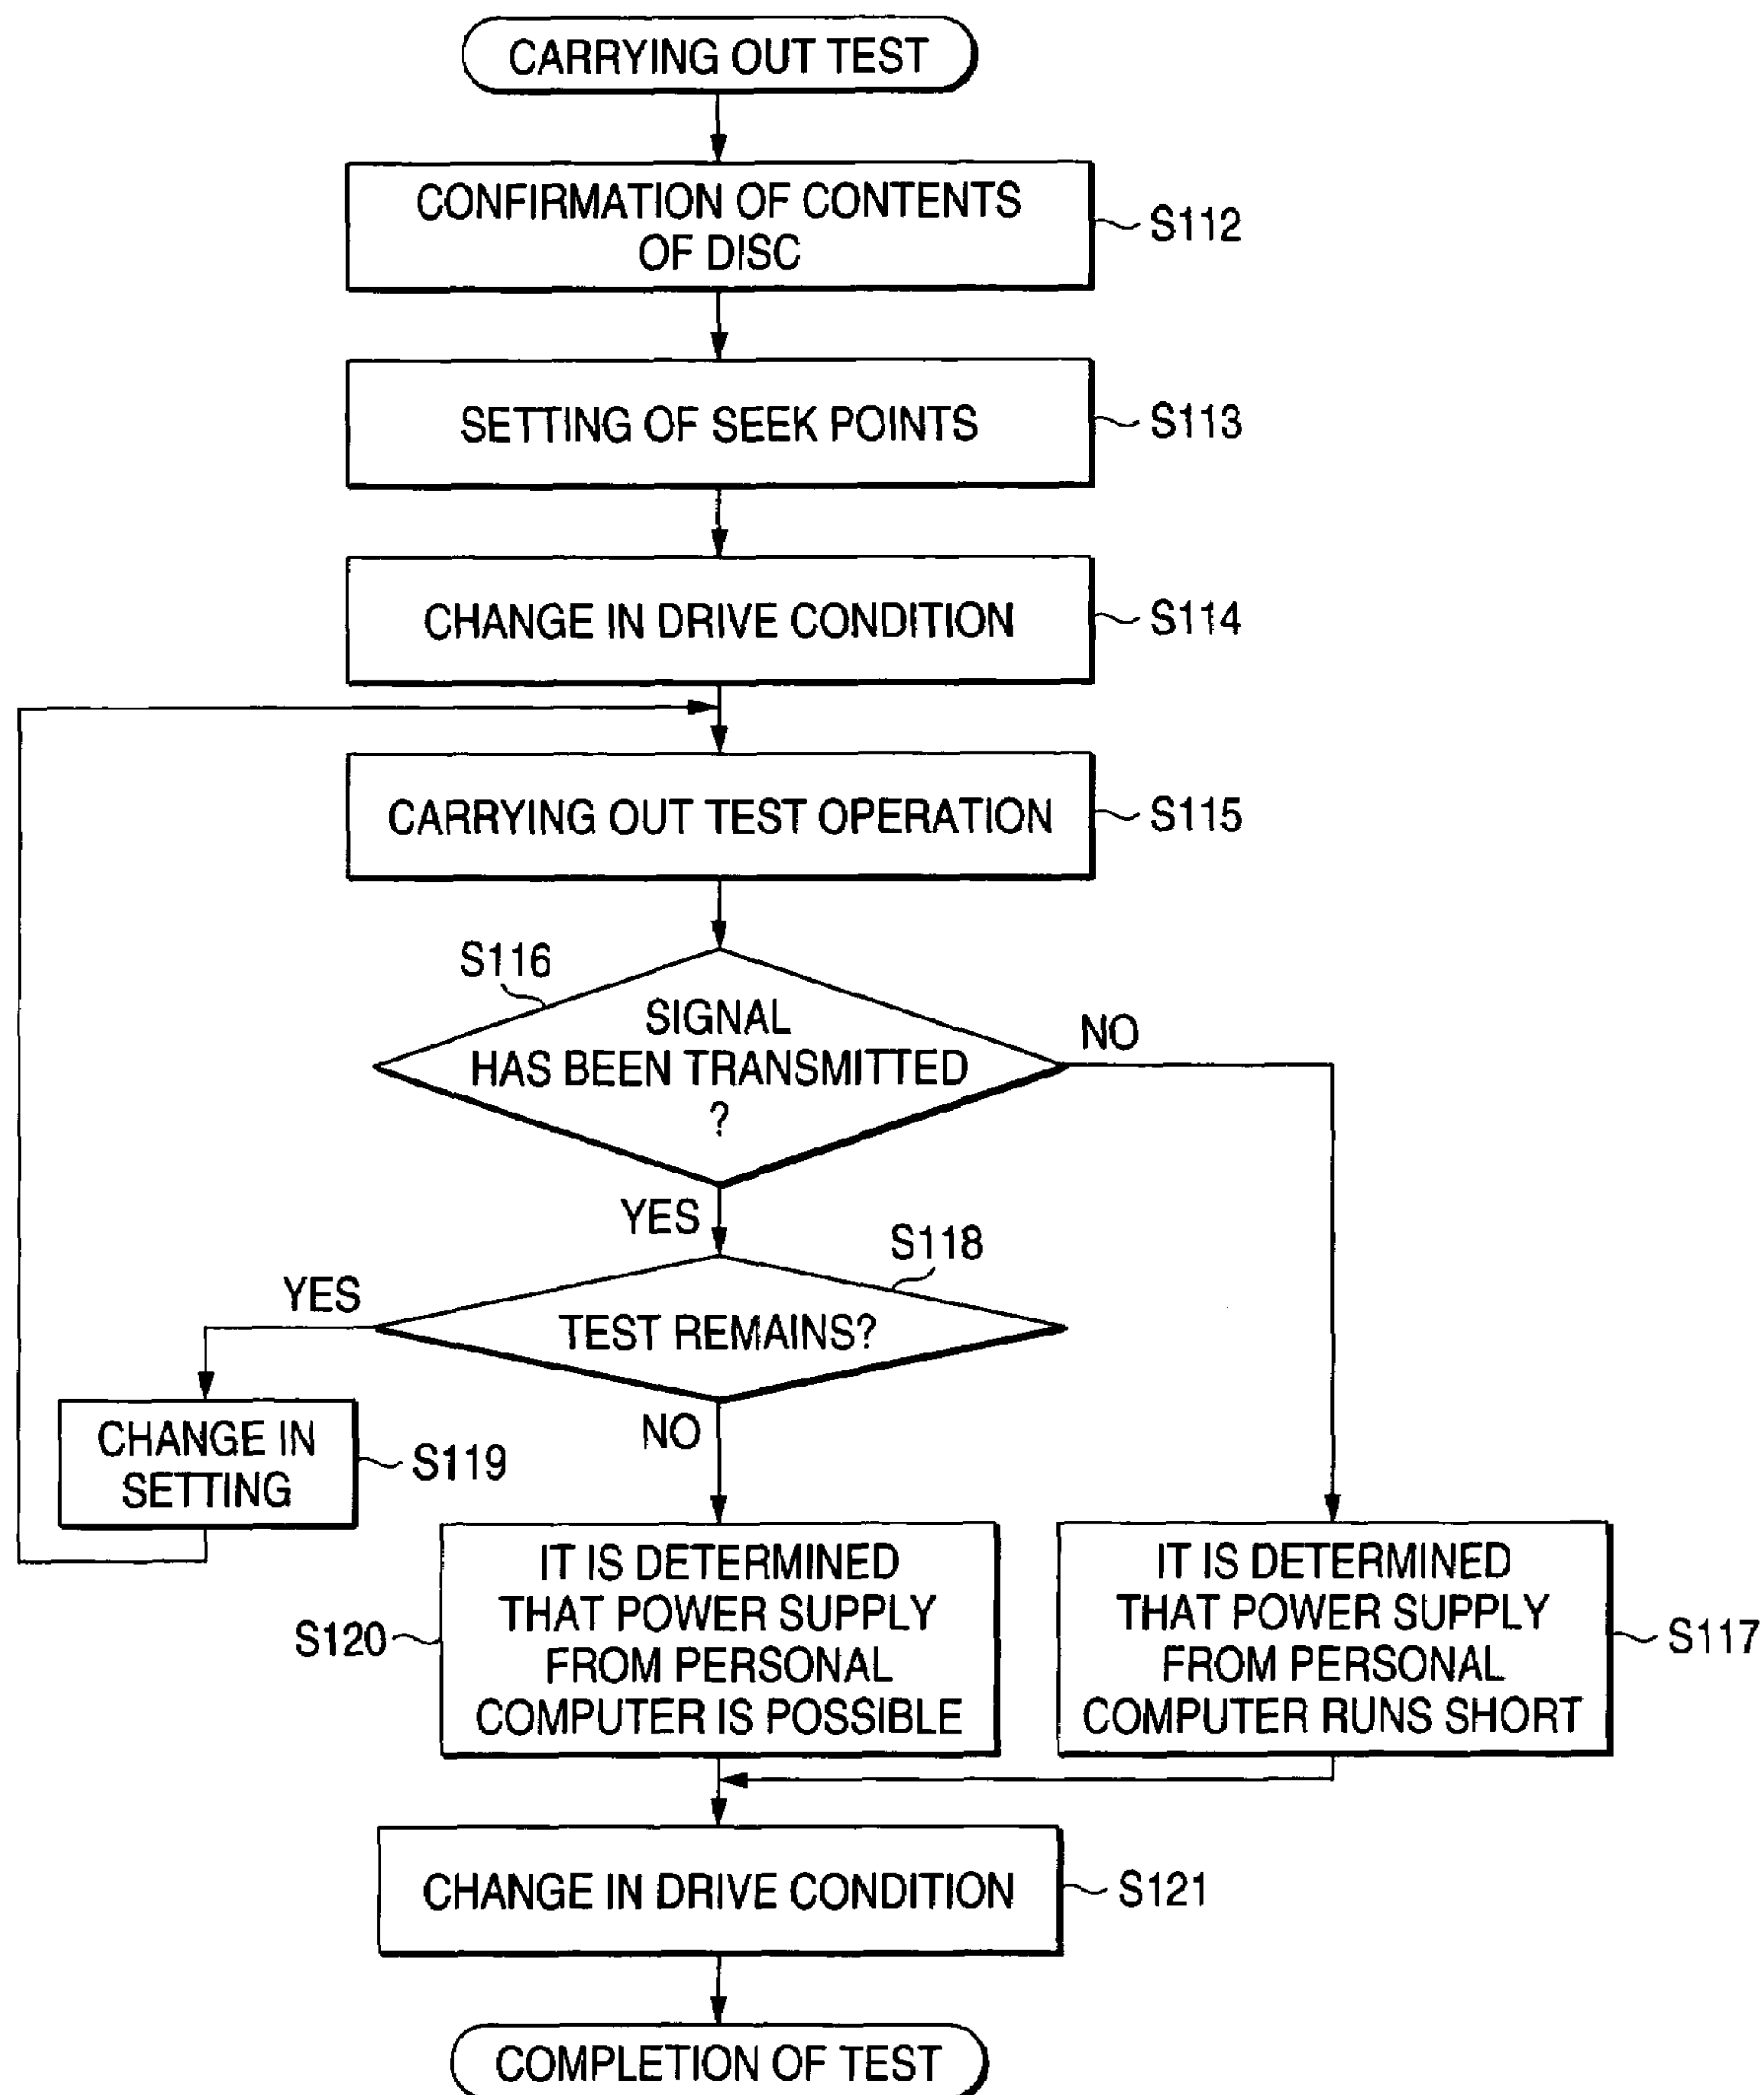 CARRYING OUT TEST
CONFIRMATION OF CONTENTS
OF DISC
S112
SETTING OF SEEK POINTS
S113
CHANGE IN DRIVE CONDITION
S114
CARRYING OUT TEST OPERATION
S115
S116
SIGNAL
HAS BEEN TRANSMITTED
?
NO
YES
S118
YES
TEST REMAINS?
NO
CHANGE IN
SETTING
S119
IT IS DETERMINED
THAT POWER SUPPLY
FROM PERSONAL
COMPUTER IS POSSIBLE
S120
IT IS DETERMINED
THAT POWER SUPPLY
FROM PERSONAL
COMPUTER RUNS SHORT
S117
CHANGE IN DRIVE CONDITION
S121
COMPLETION OF TEST